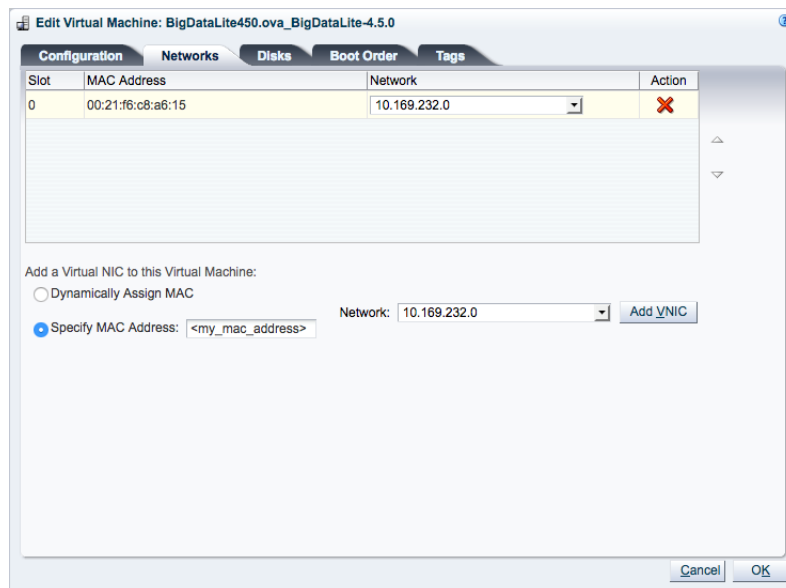 Edit Virtual Machine: BigDataLite450.ova_BigDataLite-4.5.0
Configuration Networks Disks Boot Order Tags
Slot MAC Address Network Action
0 00:21:f6:c8:a6:15 10.169.232.0
Add a Virtual NIC to this Virtual Machine:
Dynamically Assign MAC
Network: 10.169.232.0 Add VNIC
Specify MAC Address: <my_mac_address>
Cancel OK